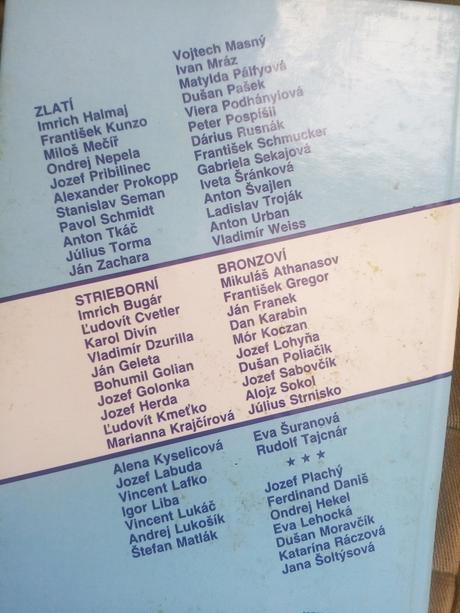 ZLATÍ
Imrich Halmaj
František Kunzo
Miloš Mečíř
Ondrej Nepela
Jozef Pribilinec
Alexander Prokopp
Stanislav Seman
Pavol Schmidt
Anton Tkáč
Július Torma
Ján Zachara
STRIEBORNÍ
Imrich Bugár
Ľudovít Cvetler
Karol Divín
Vladimír Dzurilla
Ján Geleta
Bohumil Golian
Jozef Golonka
Jozef Herda
Ľudovít Kmeťko
Marianna Krajčírová
Alena Kyselicová
Jozef Labuda
Vincent Lafko
Igor Liba
Vincent Lukáč
Andrej Lukošík
Štefan Matlák
Vojtech Masný
Ivan Mráz
Matylda Pálfyová
Dušan Pašek
Viera Podhányiová
Peter Pospíšil
Dárius Rusnák
František Schmucker
Gabriela Sekajová
Iveta Šránková
Anton Švajlen
Ladislav Troják
Anton Urban
Vladimír Weiss
BRONZOVÍ
Mikuláš Athanasov
František Gregor
Ján Franek
Dan Karabin
Mór Koczan
Jozef Lohyňa
Dušan Poliačik
Jozef Sabovčík
Alojz Sokol
Július Strnisko
Eva Šuranová
Rudolf Tajcnár
★ ★ ★
Jozef Plachý
Ferdinand Daniš
Ondrej Hekel
Eva Lehocká
Dušan Moravčík
Katarína Ráczová
Jana Šoltýsová